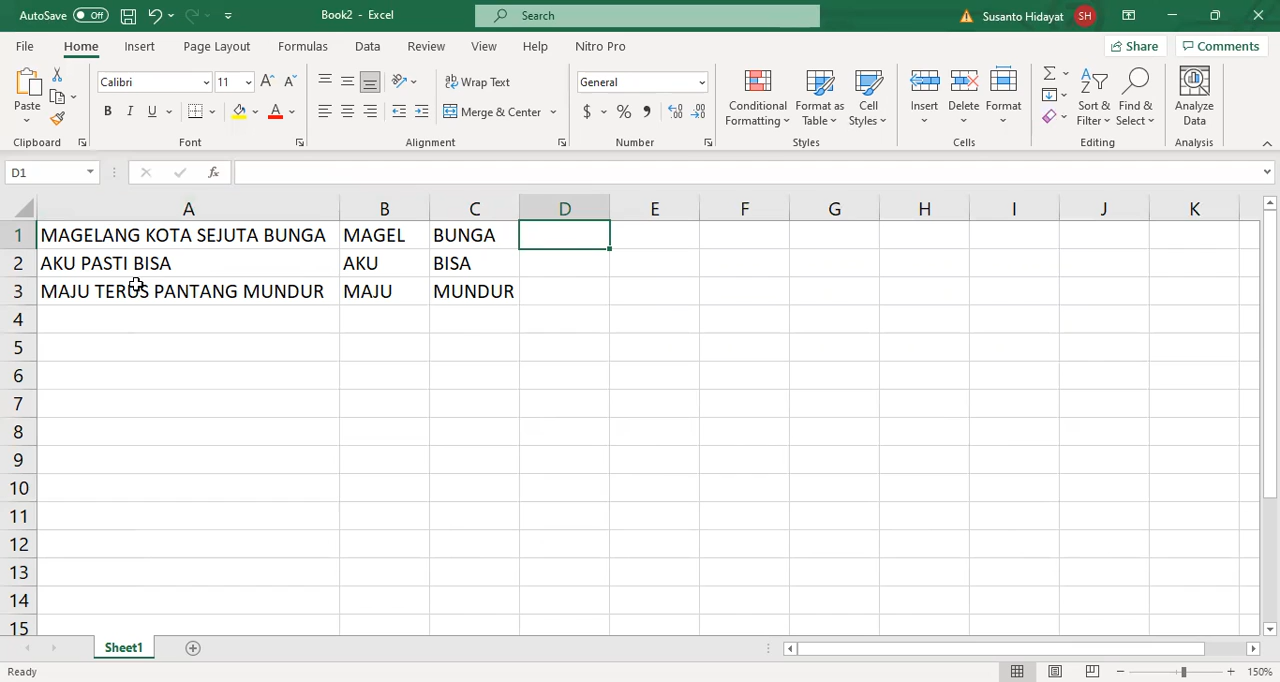 AutoSave Off Book2 - Excel Search Susanto Hidayat SH
File Home Insert Page Layout Formulas Data Review View Help Nitro Pro Share Comments
Paste Calibri 11 A A ab Wrap Text General Conditional Formatting Format as Table Cell Styles Insert Delete Format Sort & Filter Find & Select Analyze Data
B I U A Merge & Center $ % 9
Clipboard Font Alignment Number Styles Cells Editing Analysis
D1 fx
A B C D E F G H I J K
1 MAGELANG KOTA SEJUTA BUNGA MAGEL BUNGA
2 AKU PASTI BISA AKU BISA
3 MAJU TERUS PANTANG MUNDUR MAJU MUNDUR
4
5
6
7
8
9
10
11
12
13
14
15
Sheet1
Ready 150%